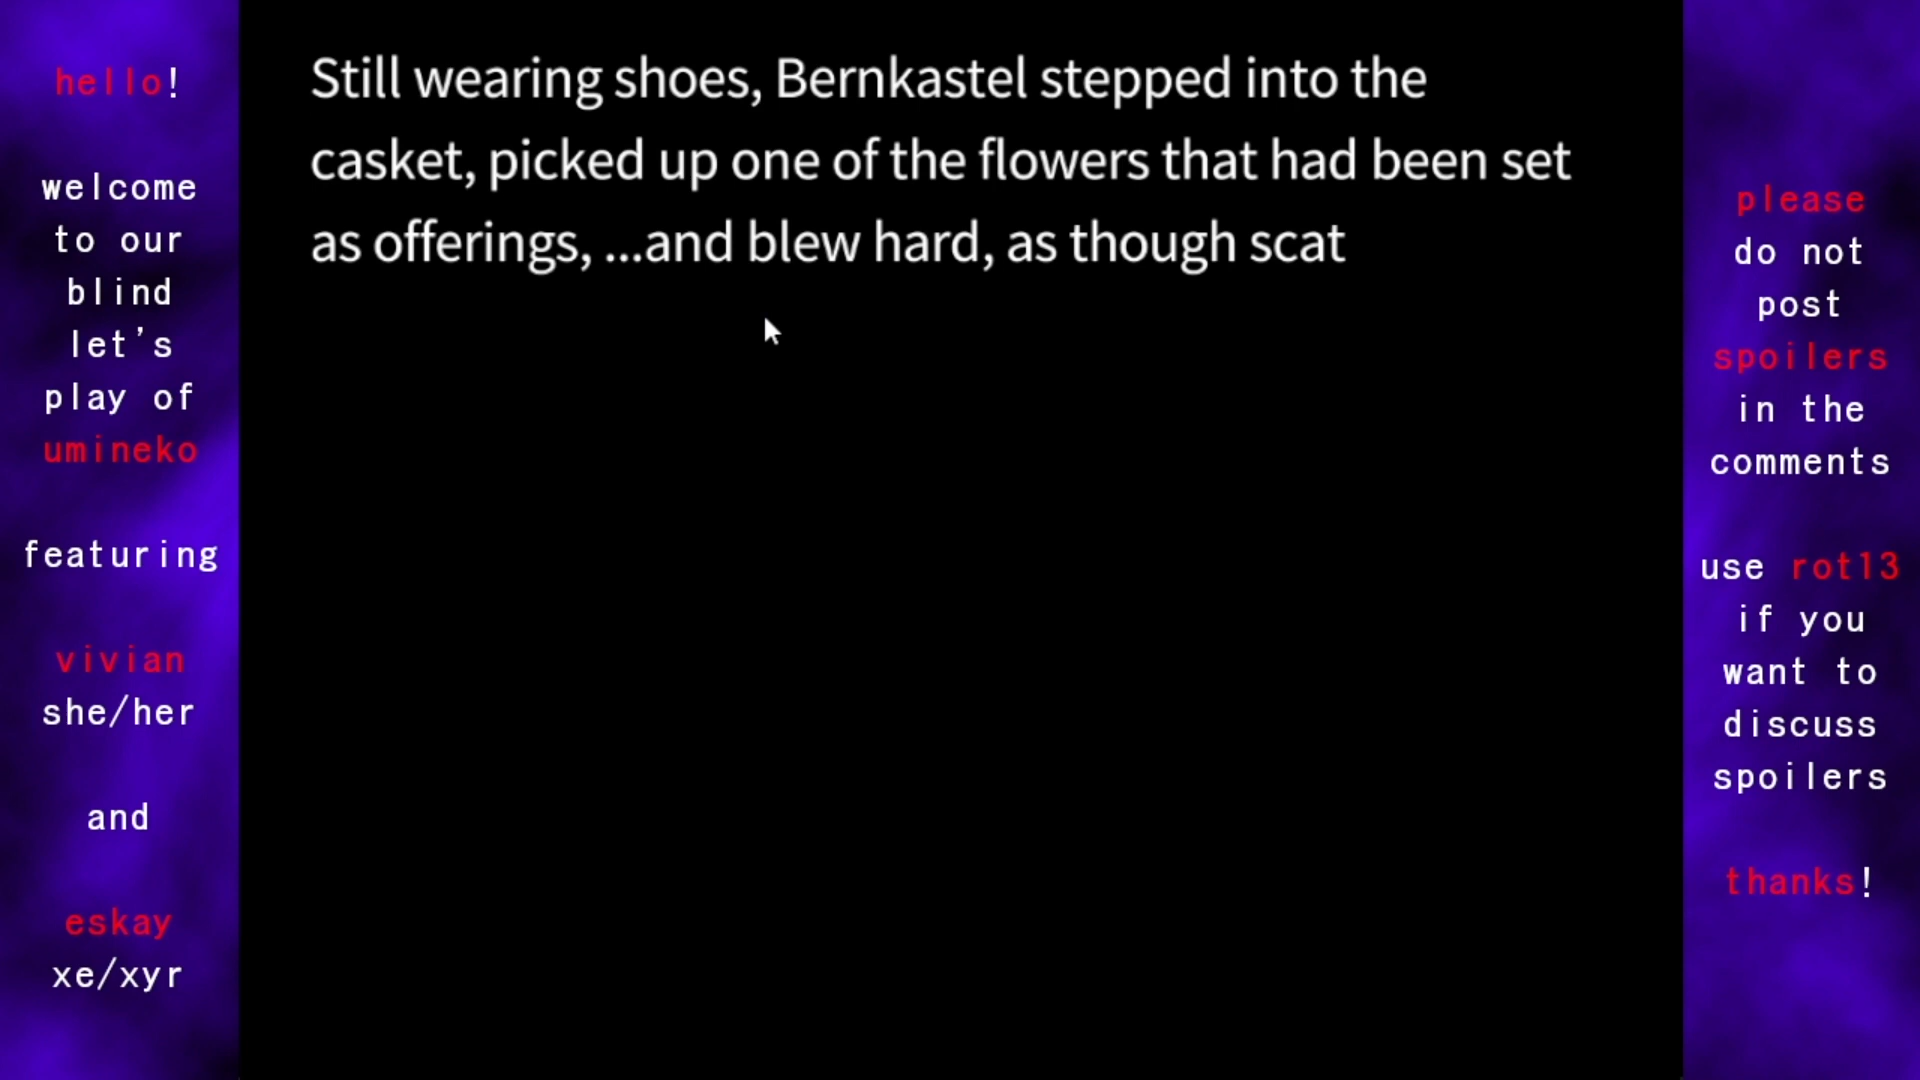 hello!
welcome
to our
blind
let's
play of
umineko
featuring
vivian
she/her
and
eskay
xe/xyr
Still wearing shoes, Bernkastel stepped into the
casket, picked up one of the flowers that had been set
as offerings, ...and blew hard, as though scat
please
do not
post
spoilers
in the
comments
use rot13
if you
want to
discuss
spoilers
thanks!